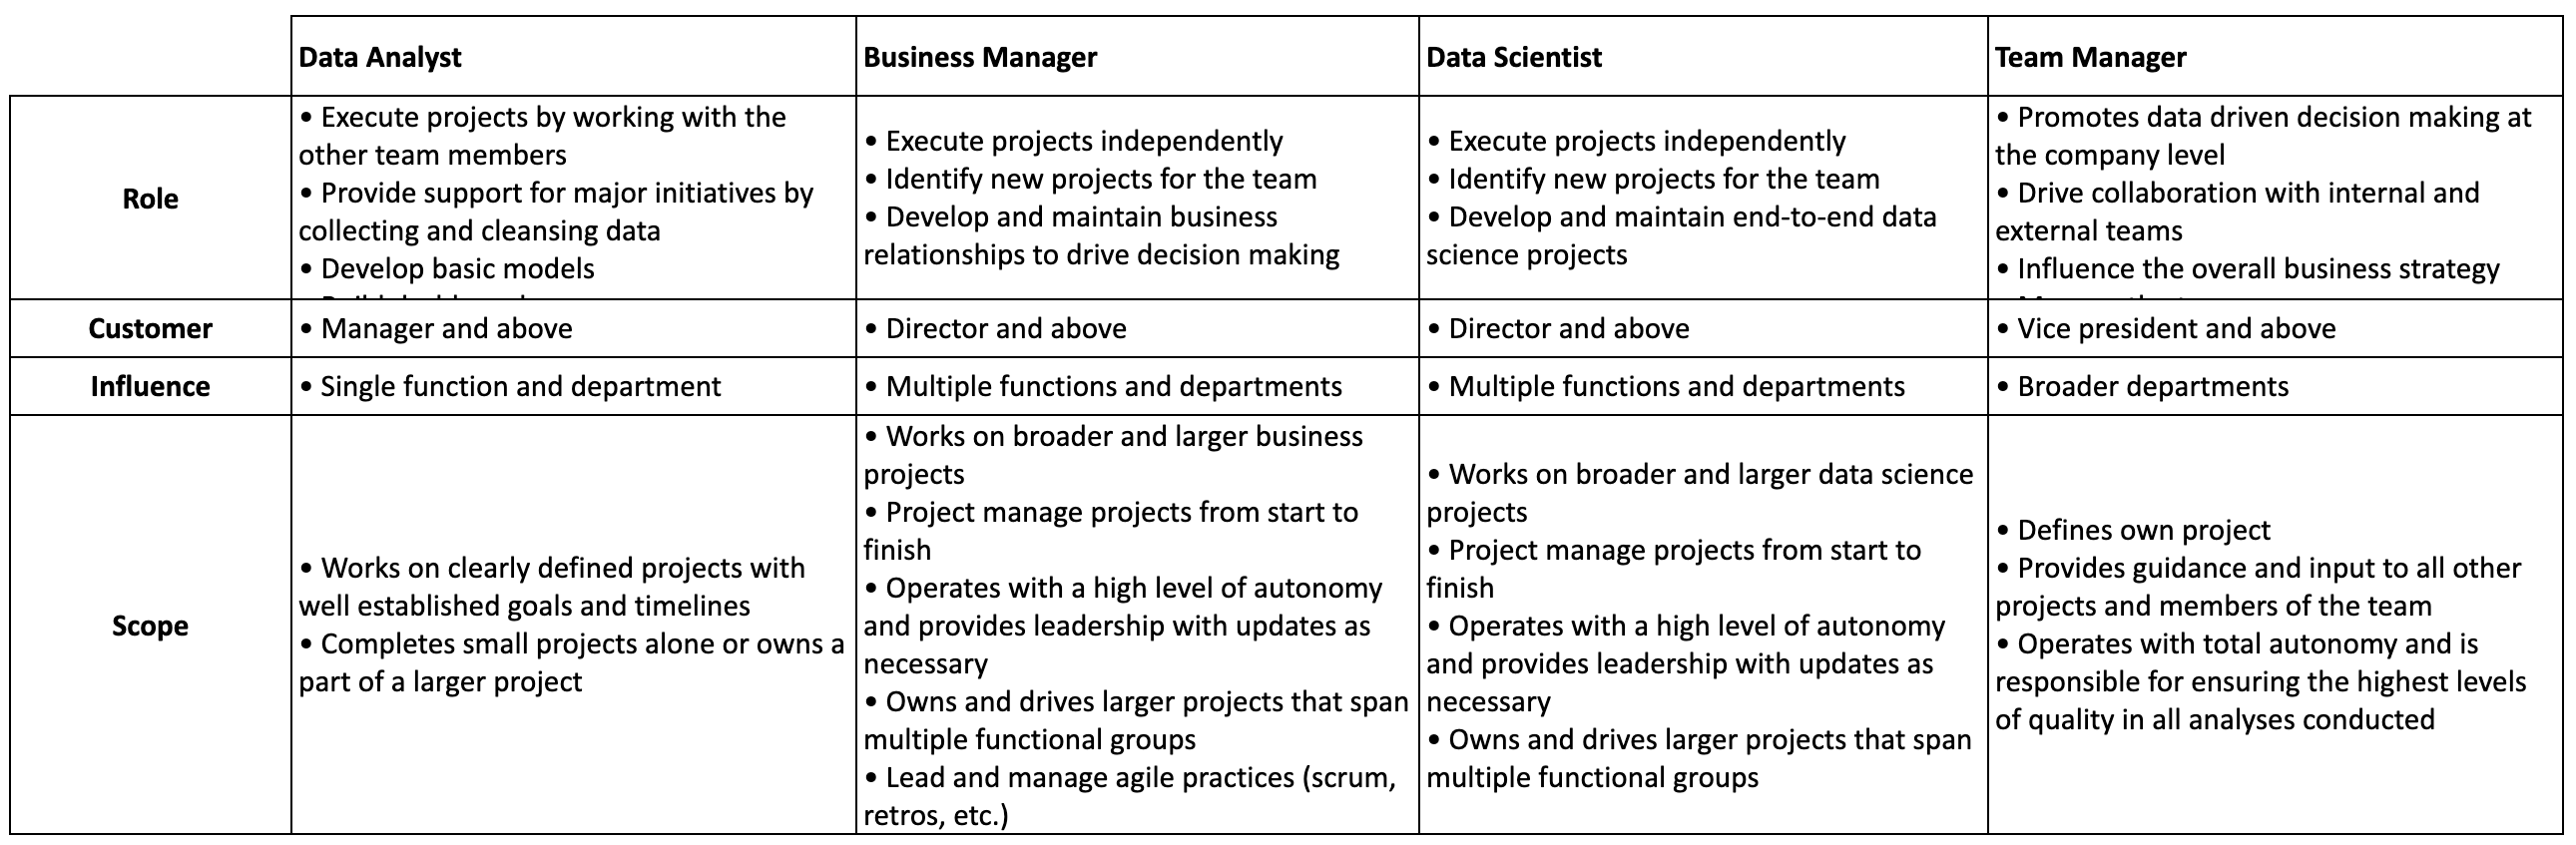 Data Analyst
Business Manager
Data Scientist
Team Manager
Role
• Execute projects by working with the
other team members
• Provide support for major initiatives by
collecting and cleansing data
• Develop basic models
• Execute projects independently
• Identify new projects for the team
• Develop and maintain business
relationships to drive decision making
• Execute projects independently
• Identify new projects for the team
• Develop and maintain end-to-end data
science projects
• Promotes data driven decision making at
the company level
• Drive collaboration with internal and
external teams
• Influence the overall business strategy
Customer
• Manager and above
• Director and above
• Director and above
• Vice president and above
Influence
• Single function and department
• Multiple functions and departments
• Multiple functions and departments
• Broader departments
Scope
• Works on clearly defined projects with
well established goals and timelines
• Completes small projects alone or owns a
part of a larger project
• Works on broader and larger business
projects
• Project manage projects from start to
finish
• Operates with a high level of autonomy
and provides leadership with updates as
necessary
• Owns and drives larger projects that span
multiple functional groups
• Lead and manage agile practices (scrum,
retros, etc.)
• Works on broader and larger data science
projects
• Project manage projects from start to
finish
• Operates with a high level of autonomy
and provides leadership with updates as
necessary
• Owns and drives larger projects that span
multiple functional groups
• Defines own project
• Provides guidance and input to all other
projects and members of the team
• Operates with total autonomy and is
responsible for ensuring the highest levels
of quality in all analyses conducted